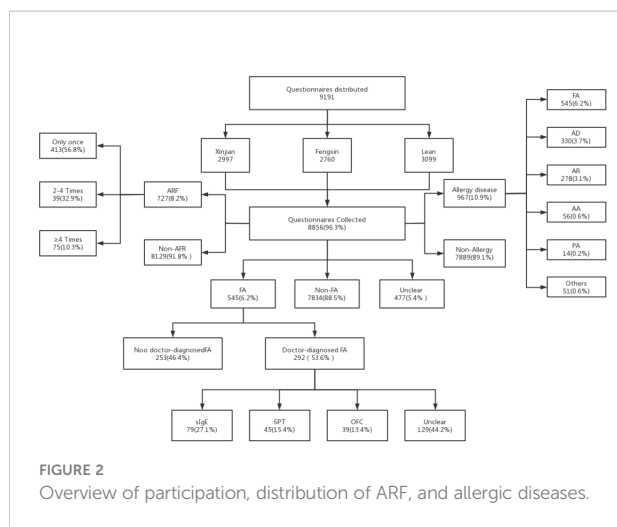 Questionnaires distributed
9191
Xinjian
2997
Fengxin
2760
Lean
3099
Only once
413(56.8%)
2-4 Times
39(32.9%)
≥4 Times
75(10.3%)
ARF
727(8.2%)
Non-AFR
8129(91.8% )
Questionnaires Collected
8856(96.3%)
Allergy disease
967(10.9%)
Non-Allergy
7889(89.1%)
FA
545(6.2%)
AD
330(3.7%)
AR
278(3.1%)
AA
56(0.6%)
PA
14(0.2%)
Others
51(0.6%)
FA
545(6.2%)
Non-FA
7834(88.5%)
Unclear
477(5.4% )
Noo doctor-diagnosedFA
253(46.4%)
Doctor-diagnosed FA
292 ( 53.6% )
sIgE
79(27.1%)
SPT
45(15.4%)
OFC
39(13.4%)
Unclear
129(44.2%)
FIGURE 2
Overview of participation, distribution of ARF, and allergic diseases.